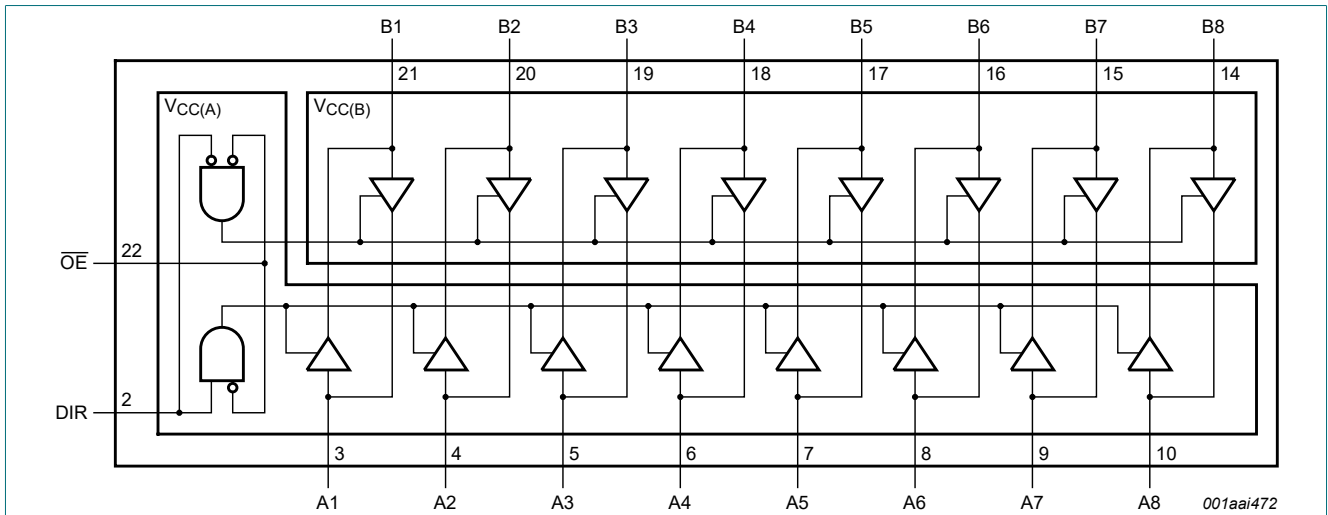 B1 B2 B3 B4 B5 B6 B7 B8
21 20 19 18 17 16 15 14
VCC(A) VCC(B)
O̅E̅ 22
DIR 2
3 4 5 6 7 8 9 10
A1 A2 A3 A4 A5 A6 A7 A8 001aai472